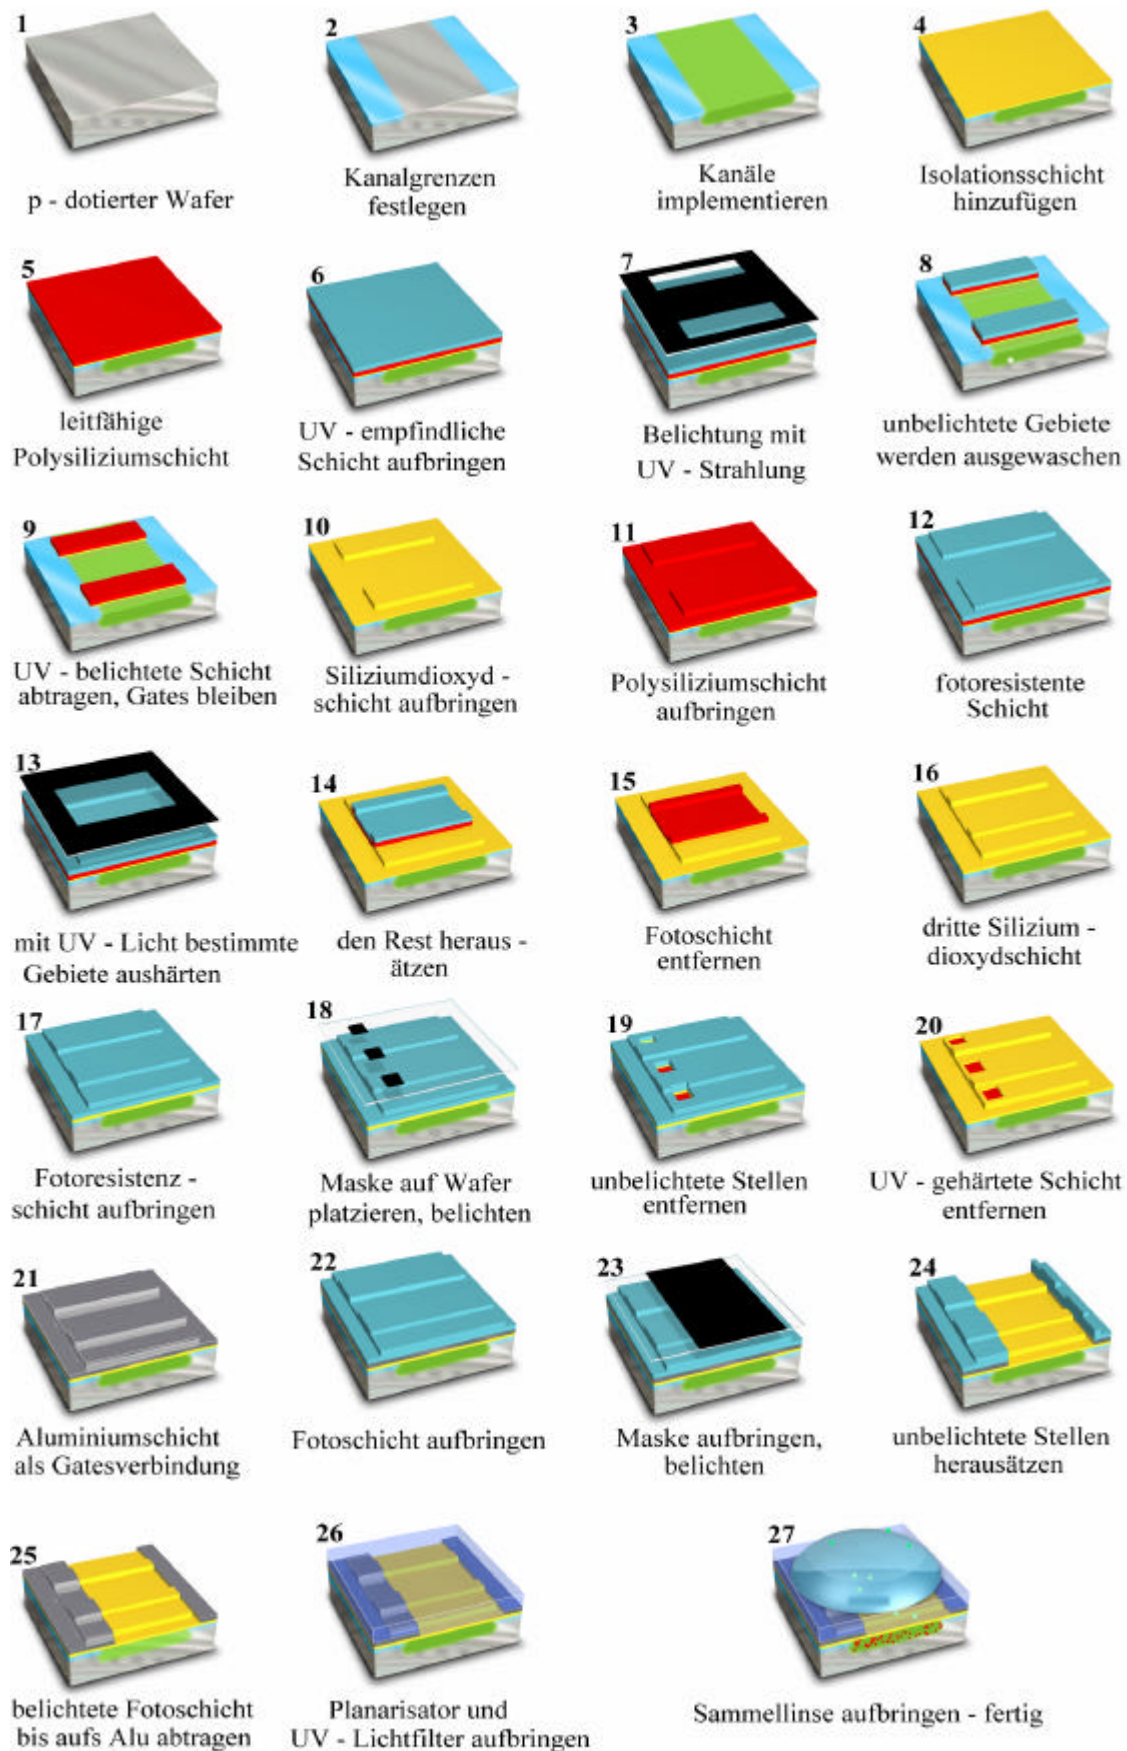 1
p - dotierter Wafer
2
Kanalgrenzen
festlegen
3
Kanäle
implementieren
4
Isolationsschicht
hinzufügen
5
leitfähige
Polysiliziumschicht
6
UV - empfindliche
Schicht aufbringen
7
Belichtung mit
UV - Strahlung
8
unbelichtete Gebiete
werden ausgewaschen
9
UV - belichtete Schicht
abtragen, Gates bleiben
10
Siliziumdioxyd -
schicht aufbringen
11
Polysiliziumschicht
aufbringen
12
fotoresistente
Schicht
13
mit UV - Licht bestimmte
Gebiete aushärten
14
den Rest heraus -
ätzen
15
Fotoschicht
entfernen
16
dritte Silizium -
dioxydschicht
17
Fotoresistenz -
schicht aufbringen
18
Maske auf Wafer
platzieren, belichten
19
unbelichtete Stellen
entfernen
20
UV - gehärtete Schicht
entfernen
21
Aluminiumschicht
als Gatesverbindung
22
Fotoschicht aufbringen
23
Maske aufbringen,
belichten
24
unbelichtete Stellen
herausätzen
25
belichtete Fotoschicht
bis aufs Alu abtragen
26
Planarisator und
UV - Lichtfilter aufbringen
27
Sammellinse aufbringen - fertig